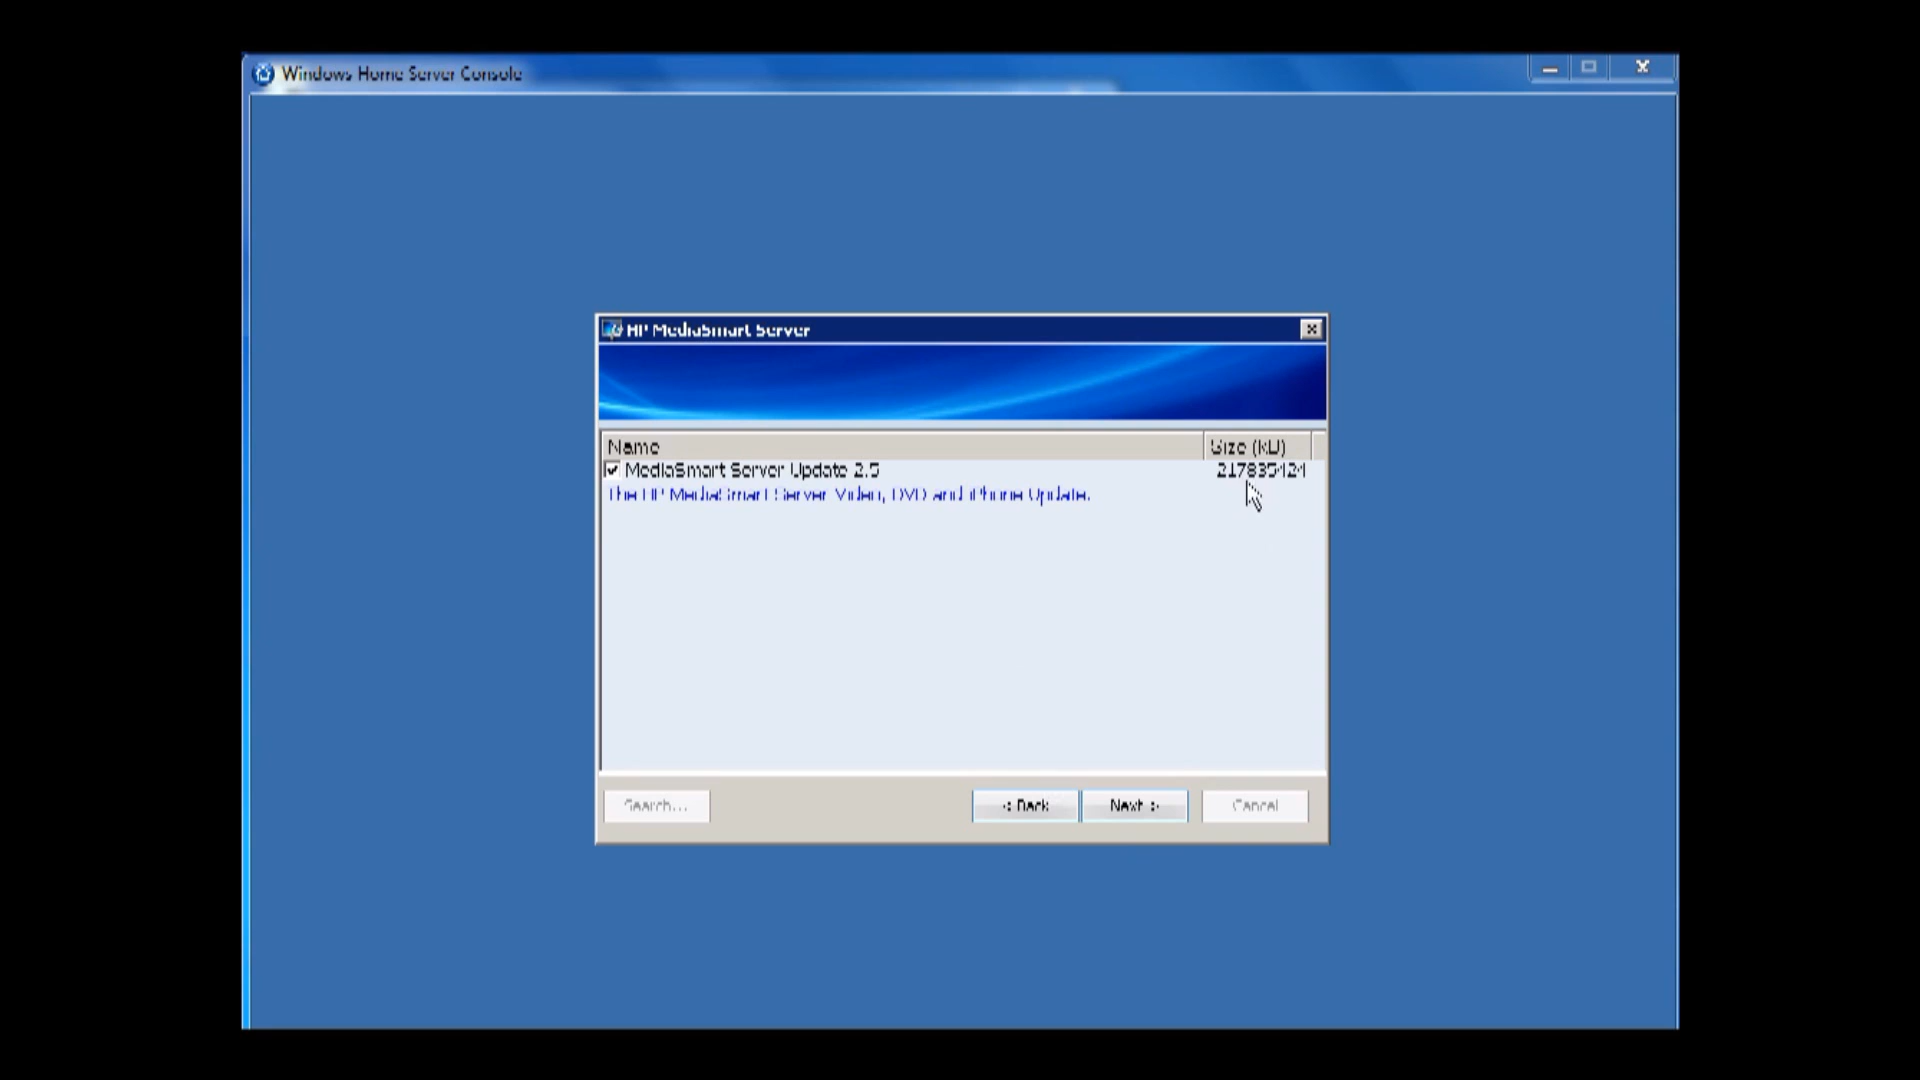 Windows Home Server Console
HP MediaSmart Server
Name
Size (KB)
MediaSmart Server Update 2.5
217835424
The HP MediaSmart Server Video, DVD and iPhone Update.
Search...
< Back
Next >
Cancel